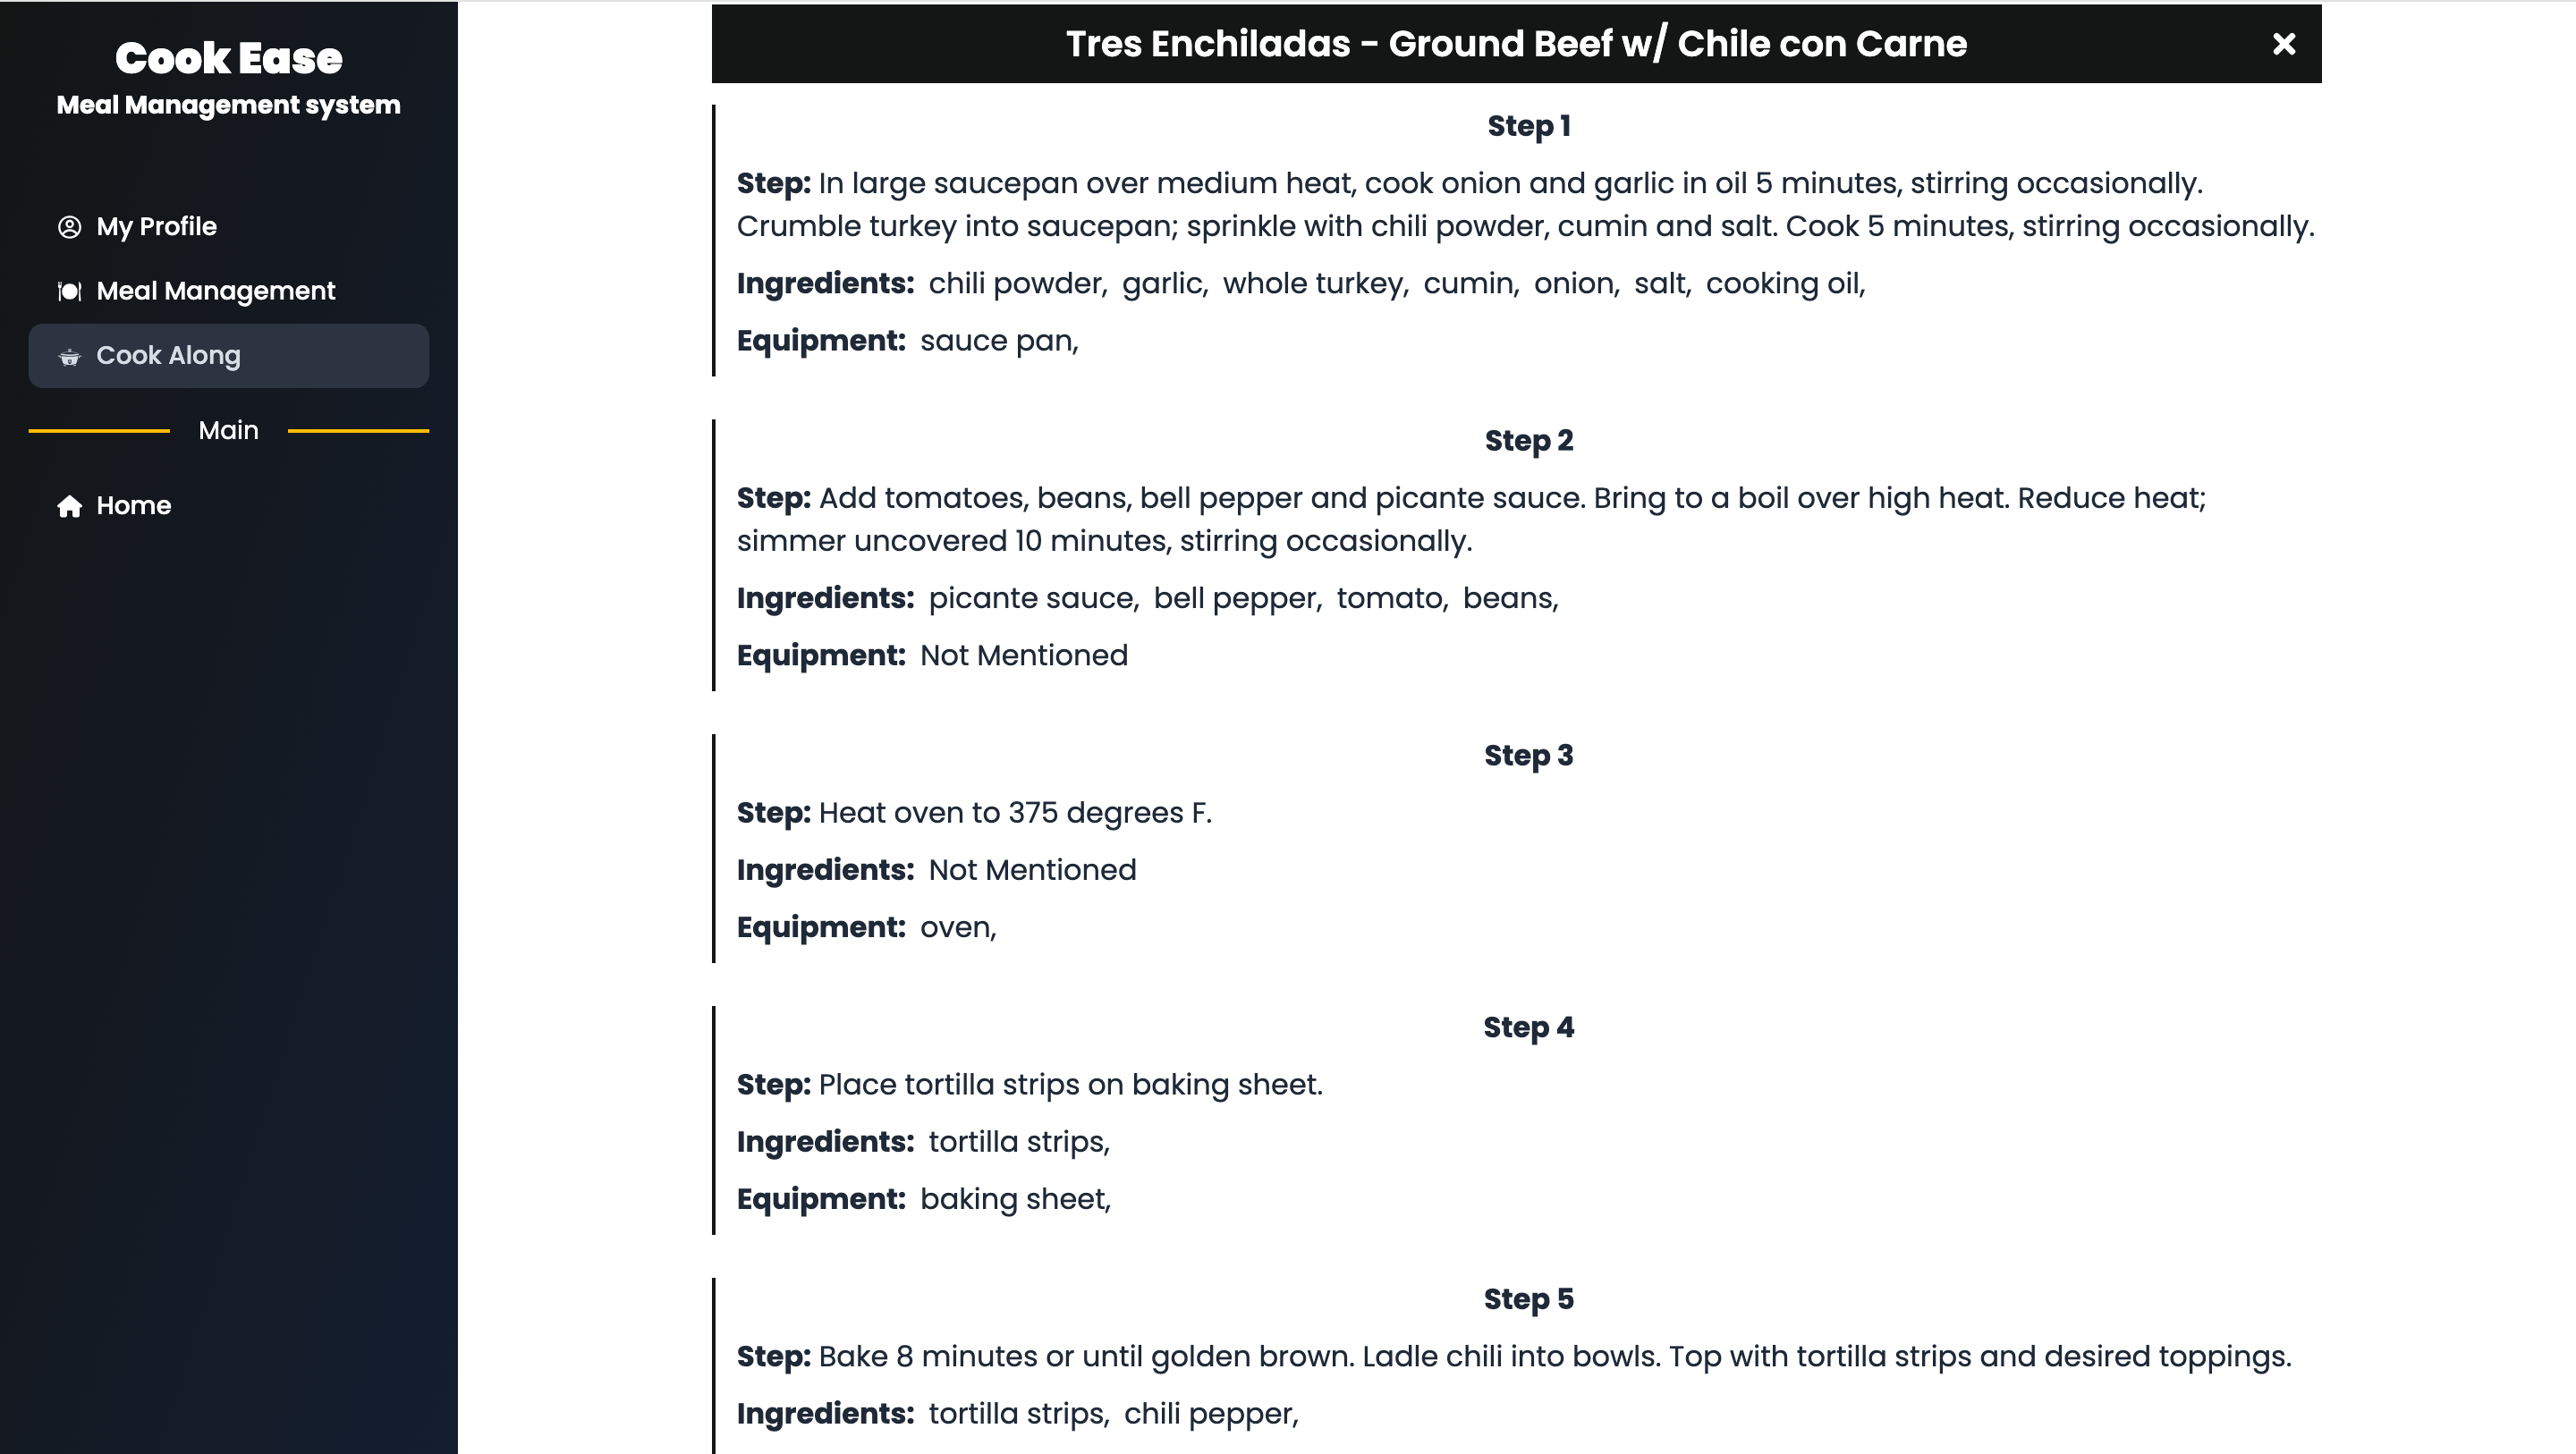 Cook Ease
Meal Management system
My Profile
Meal Management
Cook Along
Main
Home
Tres Enchiladas - Ground Beef w/ Chile con Carne
Step 1
Step: In large saucepan over medium heat, cook onion and garlic in oil 5 minutes, stirring occasionally.
Crumble turkey into saucepan; sprinkle with chili powder, cumin and salt. Cook 5 minutes, stirring occasionally.
Ingredients: chili powder, garlic, whole turkey, cumin, onion, salt, cooking oil,
Equipment: sauce pan,
Step 2
Step: Add tomatoes, beans, bell pepper and picante sauce. Bring to a boil over high heat. Reduce heat;
simmer uncovered 10 minutes, stirring occasionally.
Ingredients: picante sauce, bell pepper, tomato, beans,
Equipment: Not Mentioned
Step 3
Step: Heat oven to 375 degrees F.
Ingredients: Not Mentioned
Equipment: oven,
Step 4
Step: Place tortilla strips on baking sheet.
Ingredients: tortilla strips,
Equipment: baking sheet,
Step 5
Step: Bake 8 minutes or until golden brown. Ladle chili into bowls. Top with tortilla strips and desired toppings.
Ingredients: tortilla strips, chili pepper,